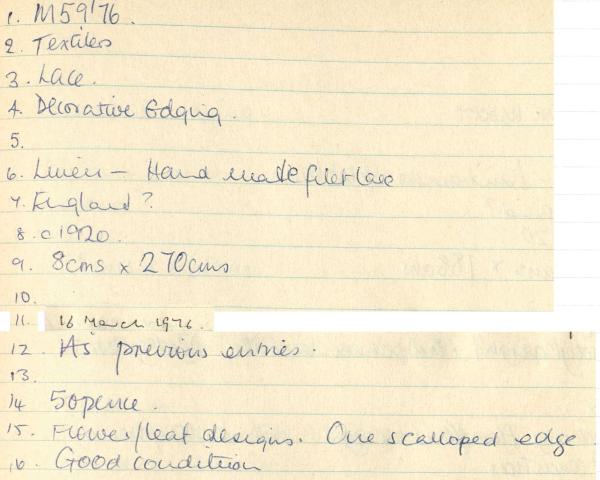 1. M59'76.
2. Textiles
3. Lace.
4. Decorative Edging.
5.
6. Linen - Hand made filet lace
7. England?
8. c1920.
9. 8cms x 270cms
10.
11. 16 March 1976.
12. As previous entries.
13.
14 50pence.
15. Flower/leaf designs. One scalloped edge
16. Good condition